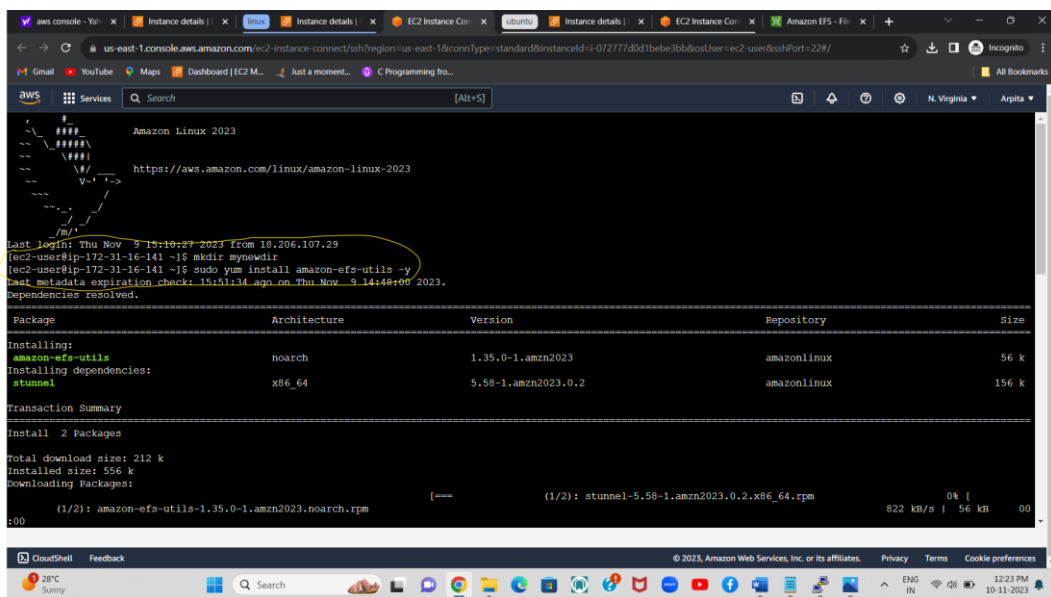 aws console - Yah
Instance details |
linux
Instance details |
EC2 Instance Con
ubuntu
Instance details |
EC2 Instance Con
Amazon EFS - File
us-east-1.console.aws.amazon.com/ec2-instance-connect/ssh?region=us-east-1&connType=standard&instanceId=i-072777d0d1bebe3bb&osUser=ec2-user&sshPort=22#/
Incognito
Gmail YouTube Maps Dashboard | EC2 M... Just a moment... C Programming fro... All Bookmarks
aws Services Search [Alt+S] N. Virginia Arpita
,     #_
~\_  ####_        Amazon Linux 2023
~~  \_#####\
~~     \###|
~~       \#/ ___   https://aws.amazon.com/linux/amazon-linux-2023
~~       V~' '->
~~~         /
~~._.   _/
_/ _/
_/m/'
Last login: Thu Nov  9 15:10:27 2023 from 18.206.107.29
[ec2-user@ip-172-31-16-141 ~]$ mkdir mynewdir
[ec2-user@ip-172-31-16-141 ~]$ sudo yum install amazon-efs-utils -y
Last metadata expiration check: 15:51:34 ago on Thu Nov  9 14:48:00 2023.
Dependencies resolved.
Package Architecture Version Repository Size
Installing:
amazon-efs-utils noarch 1.35.0-1.amzn2023 amazonlinux 56 k
Installing dependencies:
stunnel x86_64 5.58-1.amzn2023.0.2 amazonlinux 156 k
Transaction Summary
Install  2 Packages
Total download size: 212 k
Installed size: 556 k
Downloading Packages:
[=== (1/2): stunnel-5.58-1.amzn2023.0.2.x86_64.rpm 0% [
(1/2): amazon-efs-utils-1.35.0-1.amzn2023.noarch.rpm 822 kB/s |  56 kB 00
:00
CloudShell Feedback © 2023, Amazon Web Services, Inc. or its affiliates. Privacy Terms Cookie preferences
28°C
Sunny
Search
ENG
IN
12:23 PM
10-11-2023